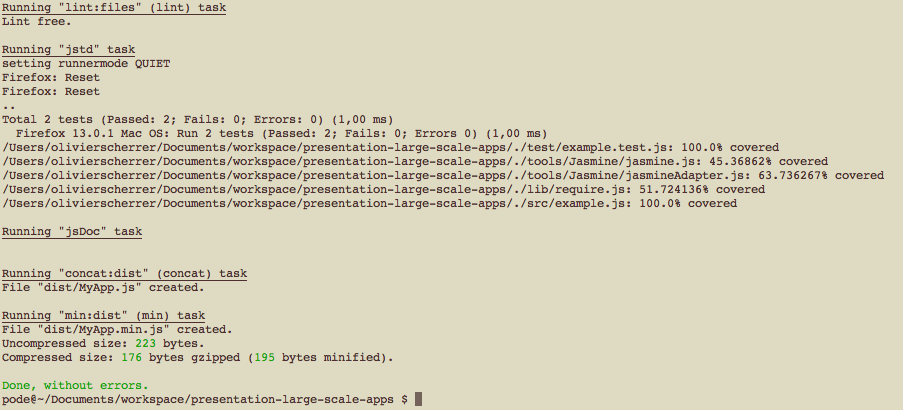 Running "lint:files" (lint) task
Lint free.
Running "jstd" task
setting runnermode QUIET
Firefox: Reset
Firefox: Reset
..
Total 2 tests (Passed: 2; Fails: 0; Errors: 0) (1,00 ms)
  Firefox 13.0.1 Mac OS: Run 2 tests (Passed: 2; Fails: 0; Errors 0) (1,00 ms)
/Users/olivierscherrer/Documents/workspace/presentation-large-scale-apps/./test/example.test.js: 100.0% covered
/Users/olivierscherrer/Documents/workspace/presentation-large-scale-apps/./tools/Jasmine/jasmine.js: 45.36862% covered
/Users/olivierscherrer/Documents/workspace/presentation-large-scale-apps/./tools/Jasmine/jasmineAdapter.js: 63.736267% covered
/Users/olivierscherrer/Documents/workspace/presentation-large-scale-apps/./lib/require.js: 51.724136% covered
/Users/olivierscherrer/Documents/workspace/presentation-large-scale-apps/./src/example.js: 100.0% covered
Running "jsDoc" task
Running "concat:dist" (concat) task
File "dist/MyApp.js" created.
Running "min:dist" (min) task
File "dist/MyApp.min.js" created.
Uncompressed size: 223 bytes.
Compressed size: 176 bytes gzipped (195 bytes minified).
Done, without errors.
pode@~/Documents/workspace/presentation-large-scale-apps $